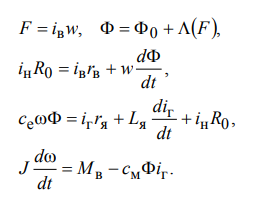 F = i_в w, Φ = Φ_0 + Λ(F),
i_н R_0 = i_в r_в + w dΦ/dt,
c_e ωΦ = i_г r_я + L_я di_г/dt + i_н R_0,
J dω/dt = M_в − c_м Φ i_г.